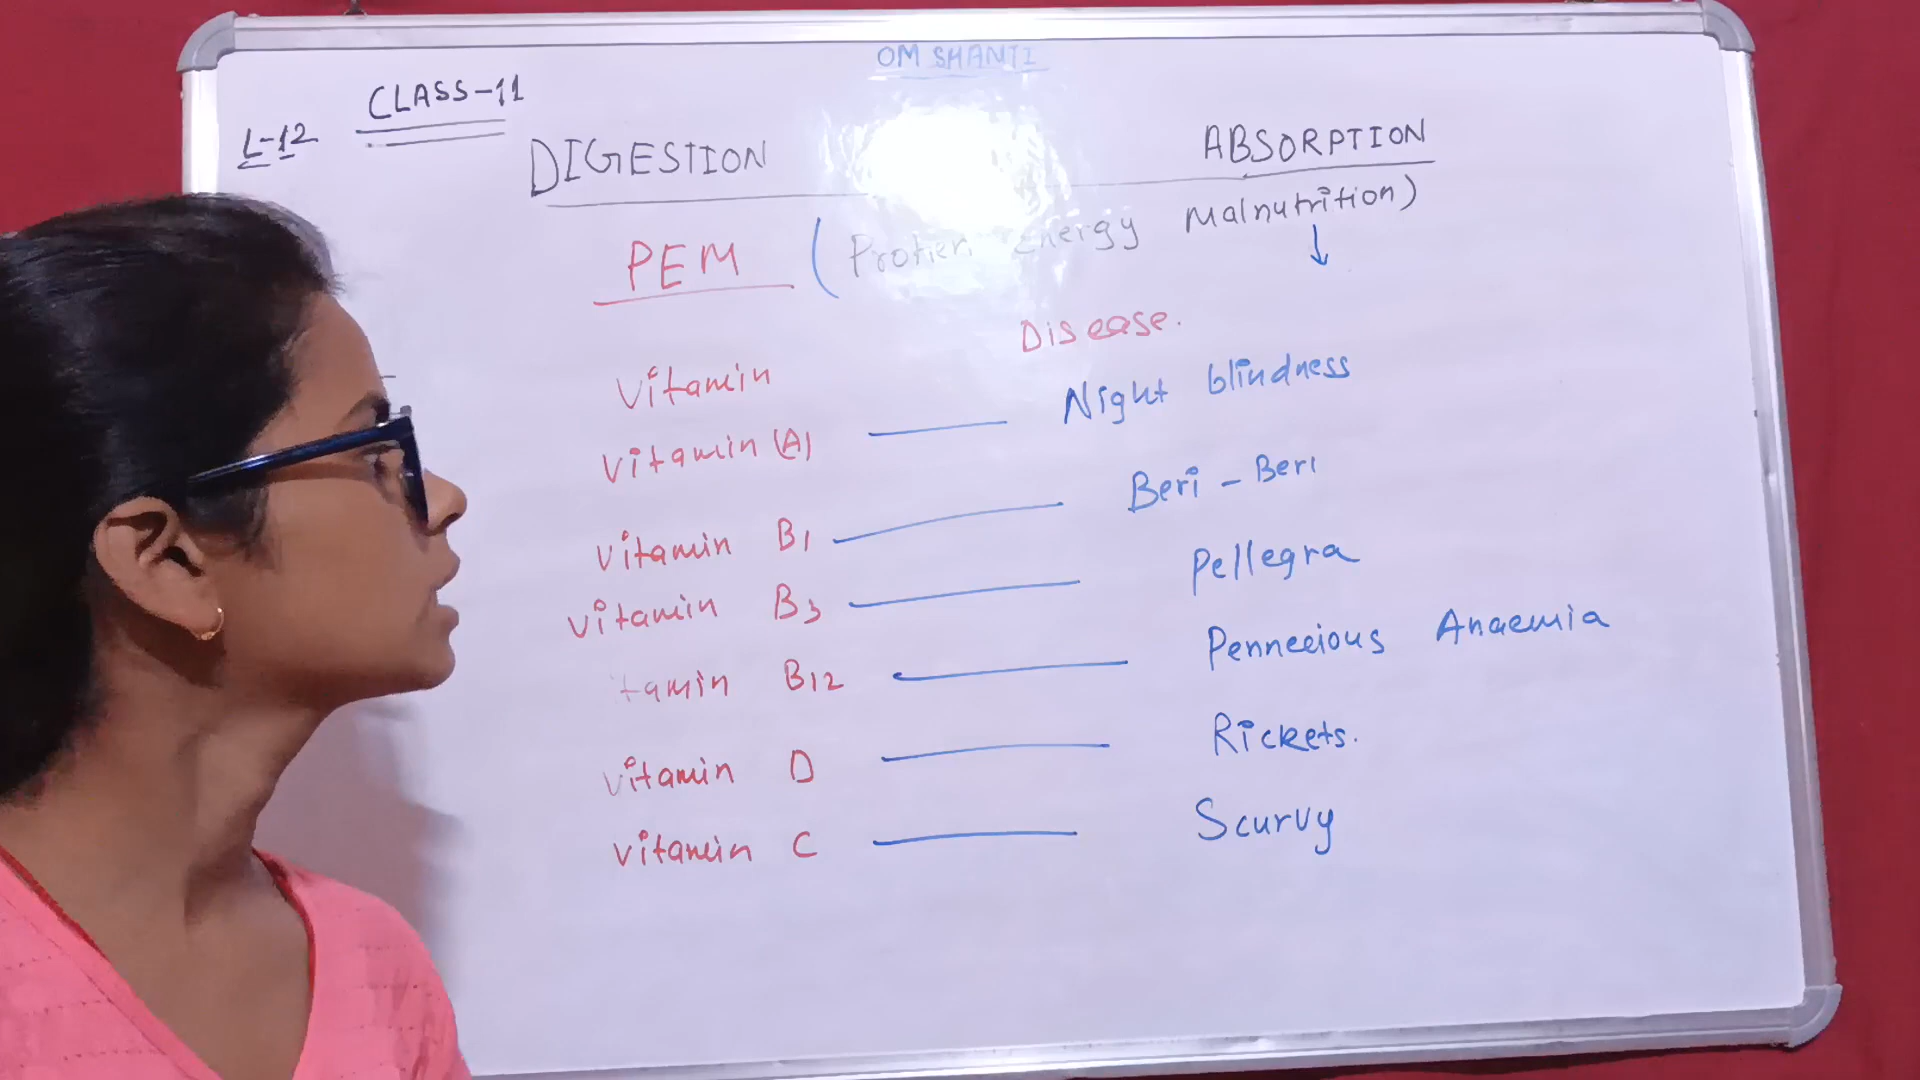 OM SHANTI
CLASS-11
L-12
DIGESTION ABSORPTION
PEM (Protien Energy Malnutrition)
Disease.
Vitamin
Vitamin (A) Night blindness
Vitamin B1 Beri - Beri
Vitamin B3 Pellegra
tamin B12 Penneeious Anaemia
Vitamin D Rickets.
Vitamin C Scurvy